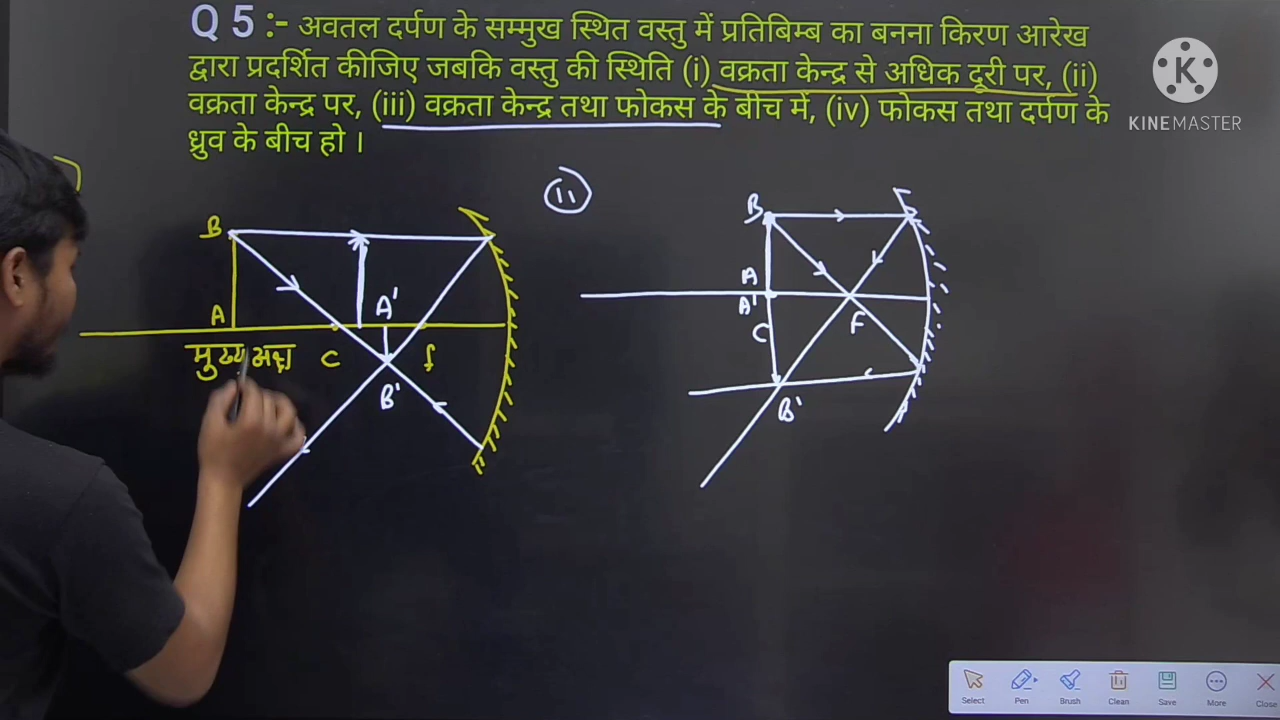 Q 5 :- अवतल दर्पण के सम्मुख स्थित वस्तु में प्रतिबिम्ब का बनना किरण आरेख
द्वारा प्रदर्शित कीजिए जबकि वस्तु की स्थिति (i) वक्रता केन्द्र से अधिक दूरी पर, (ii)
वक्रता केन्द्र पर, (iii) वक्रता केन्द्र तथा फोकस के बीच में, (iv) फोकस तथा दर्पण के
ध्रुव के बीच हो ।
K
KINEMASTER
ii
B
A
मुख्य अक्ष
C
A'
f
B'
B
A
A'
C
F
B'
Select
Pen
Brush
Clean
Save
More
Close